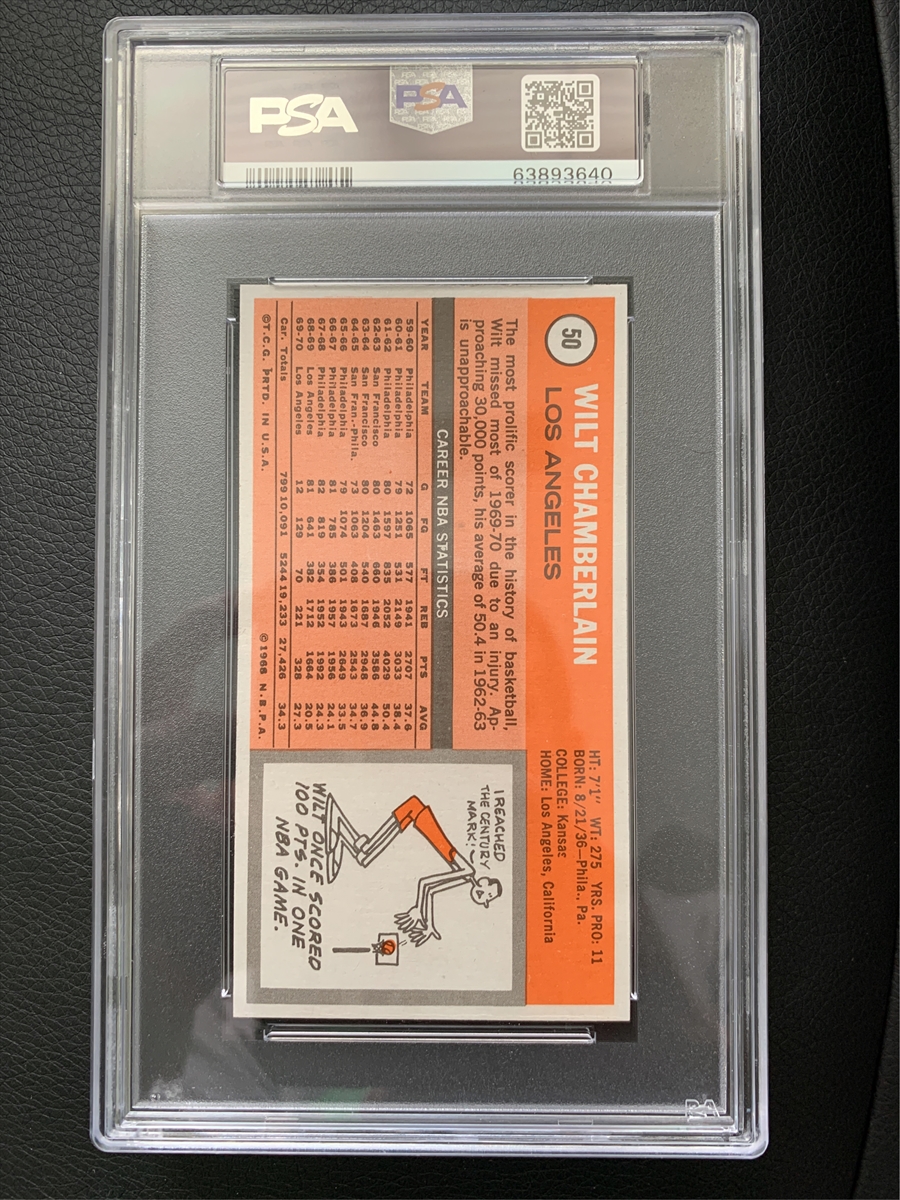 PSA
PSA
63893640
50
WILT CHAMBERLAIN
LOS ANGELES
HT: 7'1" WT: 275 YRS. PRO: 11
BORN: 8/21/36—Phila., Pa.
COLLEGE: Kansas
HOME: Los Angeles, California
The most prolific scorer in the history of basketball,
Wilt missed most of 1969-70 due to an injury. Ap-
proaching 30,000 points, his average of 50.4 in 1962-63
is unapproachable.
CAREER NBA STATISTICS
YEAR TEAM G FG FT REB PTS AVG
59-60 Philadelphia 72 1065 577 1941 2707 37.6
60-61 Philadelphia 79 1251 531 2149 3033 38.4
61-62 Philadelphia 80 1597 835 2052 4029 50.4
62-63 San Francisco 80 1463 660 1946 3586 44.8
63-64 San Francisco 80 1204 540 1687 2948 36.9
64-65 San Fran.-Phila. 73 1063 408 1673 2543 34.7
65-66 Philadelphia 79 1074 501 1943 2649 33.5
66-67 Philadelphia 81 785 386 1957 1956 24.1
67-68 Philadelphia 82 819 354 1952 1992 24.3
68-69 Los Angeles 81 641 382 1712 1664 20.5
69-70 Los Angeles 12 129 70 221 328 27.3
Car. Totals 799 10,091 5244 19,233 27,426 34.3
©T.C.G. PRTD. IN U.S.A. ©1968 N.B.P.A.
I REACHED
THE CENTURY
MARK!
WILT ONCE SCORED
100 PTS. IN ONE
NBA GAME.